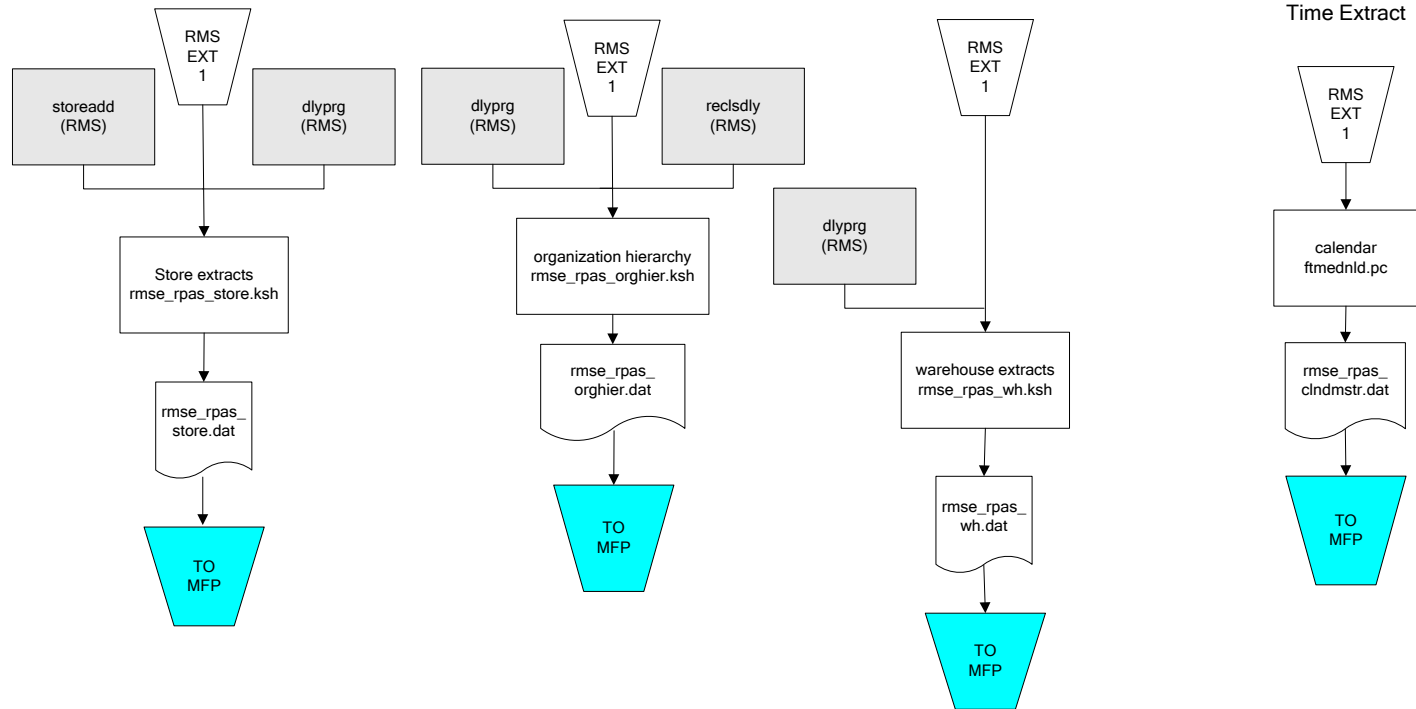 Time Extract
RMS
EXT
1
storeadd
(RMS)
dlyprg
(RMS)
Store extracts
rmse_rpas_store.ksh
rmse_rpas_
store.dat
TO
MFP
RMS
EXT
1
dlyprg
(RMS)
reclsdly
(RMS)
organization hierarchy
rmse_rpas_orghier.ksh
rmse_rpas_
orghier.dat
TO
MFP
RMS
EXT
1
dlyprg
(RMS)
warehouse extracts
rmse_rpas_wh.ksh
rmse_rpas_
wh.dat
TO
MFP
RMS
EXT
1
calendar
ftmednld.pc
rmse_rpas_
clndmstr.dat
TO
MFP